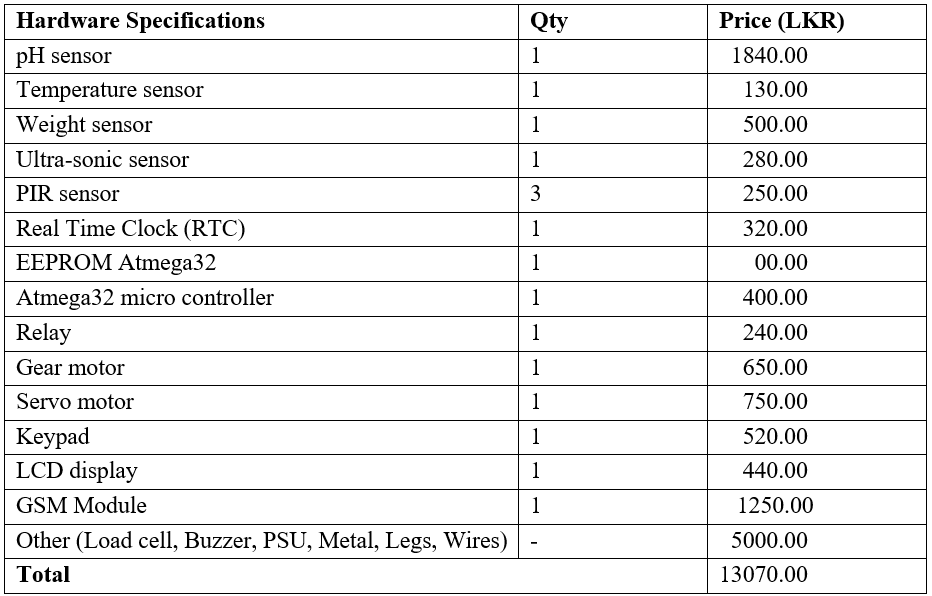 Hardware Specifications Qty Price (LKR)
pH sensor 1 1840.00
Temperature sensor 1 130.00
Weight sensor 1 500.00
Ultra-sonic sensor 1 280.00
PIR sensor 3 250.00
Real Time Clock (RTC) 1 320.00
EEPROM Atmega32 1 00.00
Atmega32 micro controller 1 400.00
Relay 1 240.00
Gear motor 1 650.00
Servo motor 1 750.00
Keypad 1 520.00
LCD display 1 440.00
GSM Module 1 1250.00
Other (Load cell, Buzzer, PSU, Metal, Legs, Wires) - 5000.00
Total 13070.00